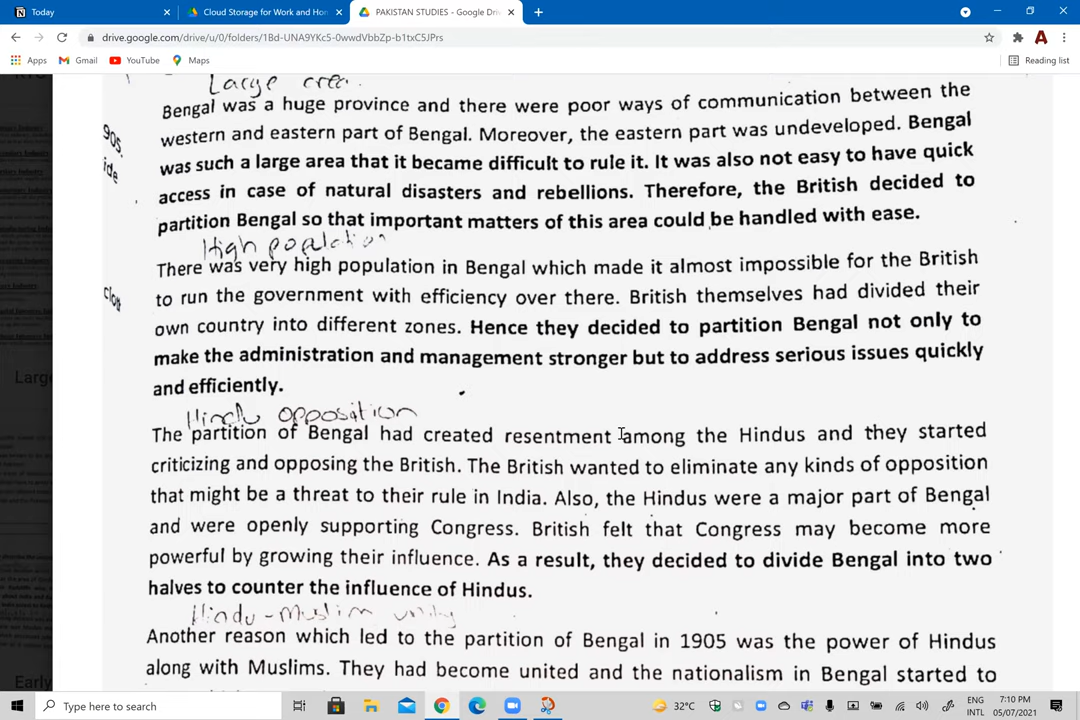 Today
Cloud Storage for Work and Hon
PAKISTAN STUDIES - Google Driv
drive.google.com/drive/u/0/folders/1Bd-UNA9YKc5-0wwdVbbZp-b1txC5JPrs
Apps Gmail YouTube Maps Reading list
Large
Bengal was a huge province and there were poor ways of communication between the
905.
western and eastern part of Bengal. Moreover, the eastern part was undeveloped. Bengal
was such a large area that it became difficult to rule it. It was also not easy to have quick
ide
access in case of natural disasters and rebellions. Therefore, the British decided to
partition Bengal so that important matters of this area could be handled with ease.
High population
There was very high population in Bengal which made it almost impossible for the British
to run the government with efficiency over there. British themselves had divided their
own country into different zones. Hence they decided to partition Bengal not only to
make the administration and management stronger but to address serious issues quickly
Large
and efficiently.
Hindu opposition
The partition of Bengal had created resentment among the Hindus and they started
criticizing and opposing the British. The British wanted to eliminate any kinds of opposition
that might be a threat to their rule in India. Also, the Hindus were a major part of Bengal
and were openly supporting Congress. British felt that Congress may become more
powerful by growing their influence. As a result, they decided to divide Bengal into two
halves to counter the influence of Hindus.
Hindu-Muslim unity
Another reason which led to the partition of Bengal in 1905 was the power of Hindus
along with Muslims. They had become united and the nationalism in Bengal started to
Early
Type here to search
32°C
ENG
INTL
7:10 PM
05/07/2021